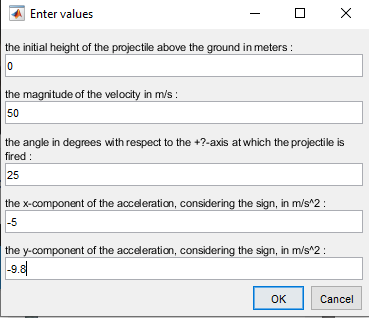 Enter values
the initial height of the projectile above the ground in meters :
0
the magnitude of the velocity in m/s :
50
the angle in degrees with respect to the +?-axis at which the projectile is
fired :
25
the x-component of the acceleration, considering the sign, in m/s^2 :
-5
the y-component of the acceleration, considering the sign, in m/s^2 :
-9.8
OK Cancel